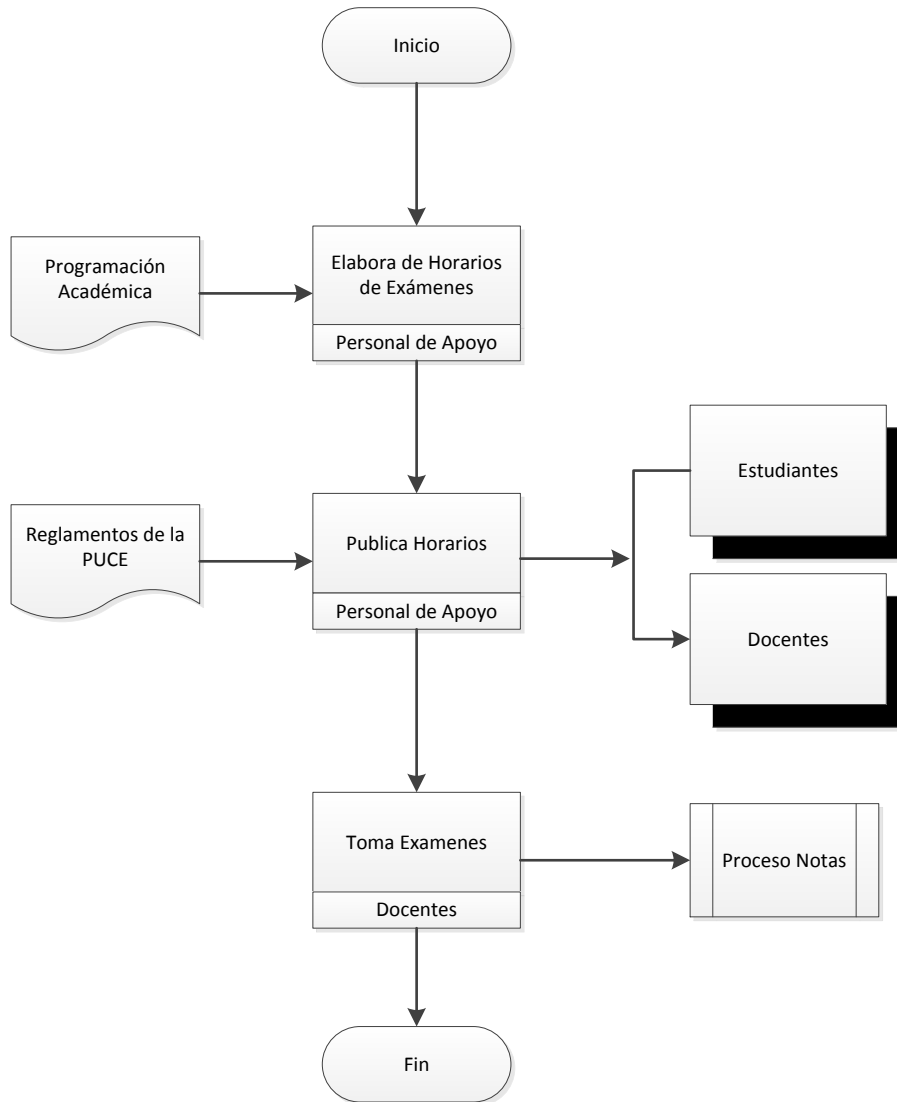 Inicio
Programación
Académica
Elabora de Horarios
de Exámenes
Personal de Apoyo
Estudiantes
Reglamentos de la
PUCE
Publica Horarios
Personal de Apoyo
Docentes
Toma Examenes
Docentes
Proceso Notas
Fin